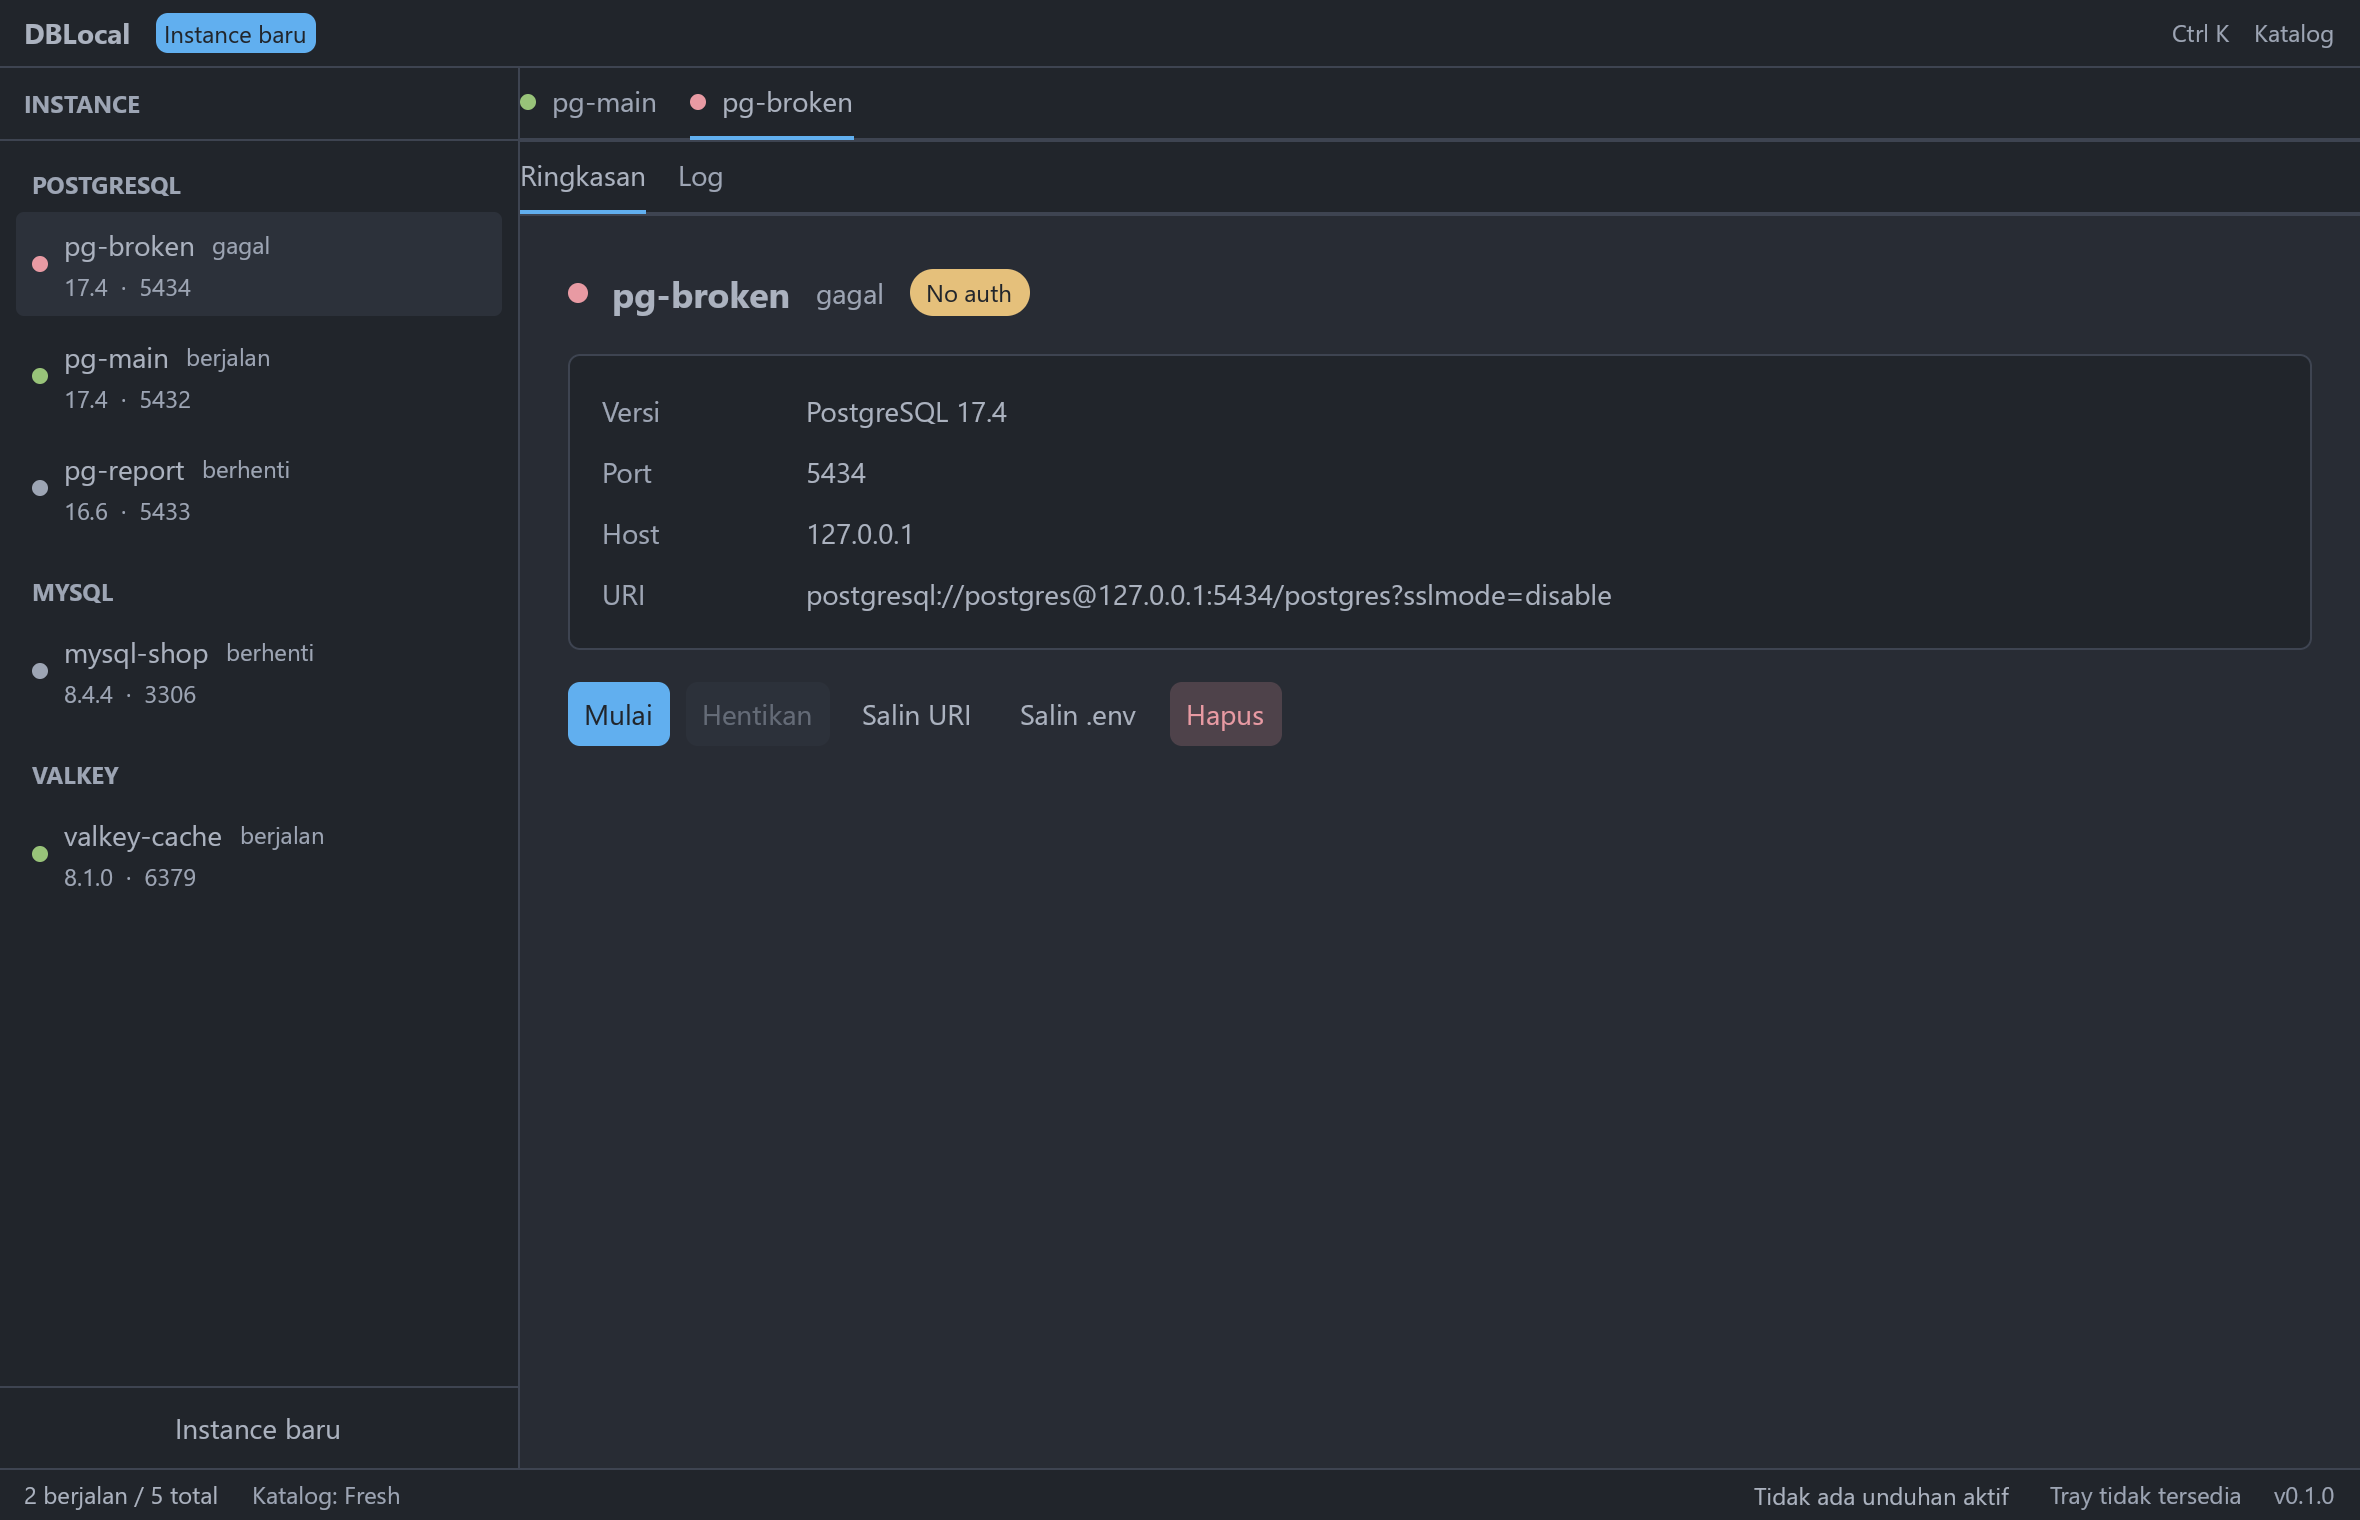 DBLocal
Instance baru
Ctrl K
Katalog
INSTANCE
POSTGRESQL
pg-broken gagal
17.4 · 5434
pg-main berjalan
17.4 · 5432
pg-report berhenti
16.6 · 5433
MYSQL
mysql-shop berhenti
8.4.4 · 3306
VALKEY
valkey-cache berjalan
8.1.0 · 6379
Instance baru
pg-main
pg-broken
Ringkasan
Log
pg-broken gagal No auth
Versi PostgreSQL 17.4
Port 5434
Host 127.0.0.1
URI postgresql://postgres@127.0.0.1:5434/postgres?sslmode=disable
Mulai
Hentikan
Salin URI
Salin .env
Hapus
2 berjalan / 5 total
Katalog: Fresh
Tidak ada unduhan aktif
Tray tidak tersedia
v0.1.0